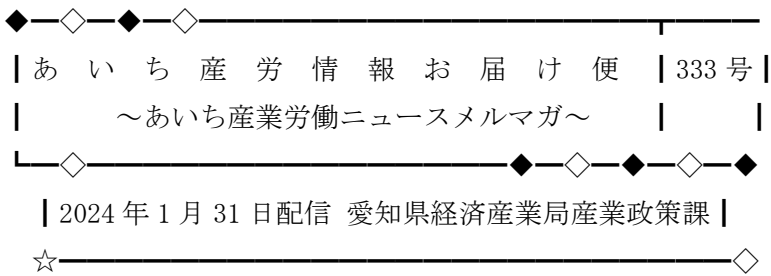 ◆━◇━◆━◇━━━━━━━━━━━━━━━━━━━━┳━━━━
┃あ い ち 産 労 情 報 お 届 け 便 ┃333 号┃
┃ ～あいち産業労働ニュースメルマガ～ ┃ ┃
┗━◇━━━━━━━━━━━━━━━━━━━◆━◇━◆━◇━◆
┃2024 年 1 月 31 日配信 愛知県経済産業局産業政策課┃
☆━━━━━━━━━━━━━━━━━━━━━━━━━━━━◇